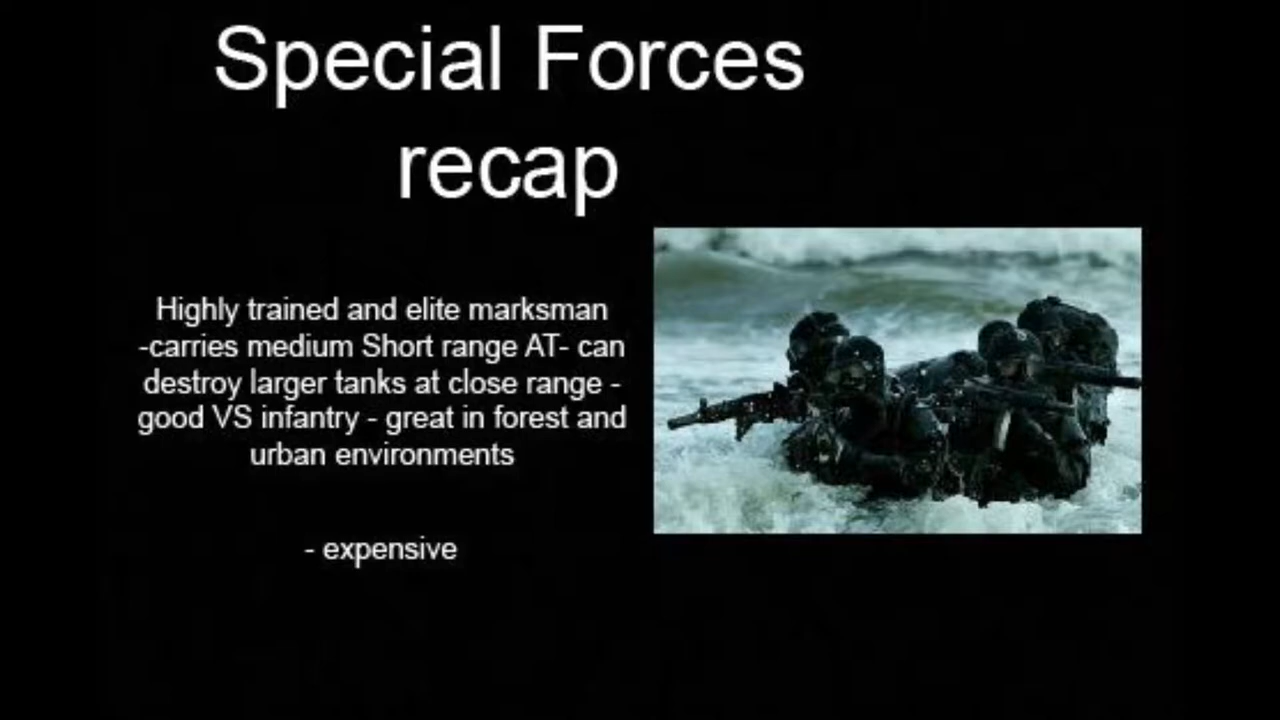 Special Forces
recap
Highly trained and elite marksman
-carries medium Short range AT- can
destroy larger tanks at close range -
good VS infantry - great in forest and
urban environments
- expensive